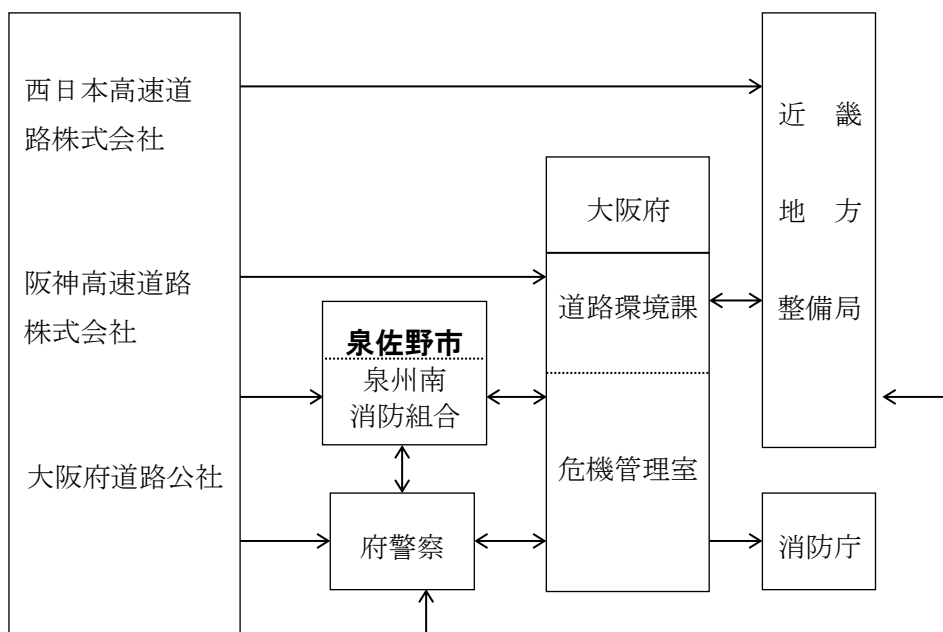 西日本高速道
路株式会社
阪神高速道路
株式会社
大阪府道路公社
泉佐野市
泉州南
消防組合
府警察
大阪府
道路環境課
危機管理室
近　畿
地　方
整備局
消防庁